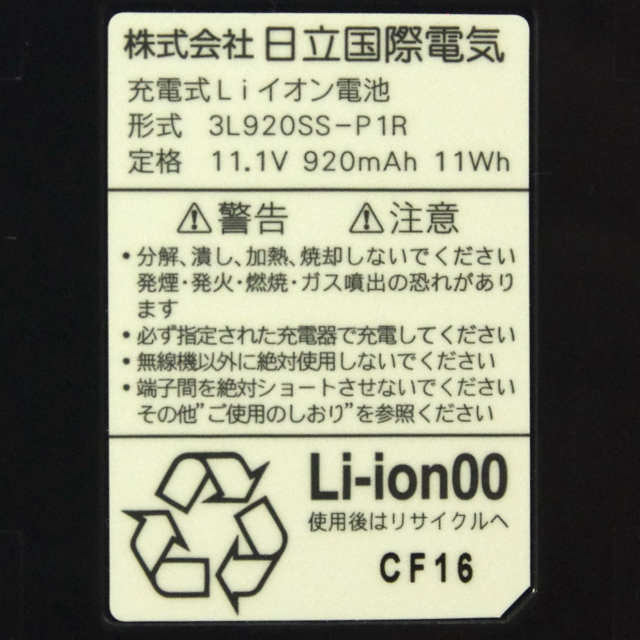 株式会社 日立国際電気
充電式Liイオン電池
形式 3L920SS-P1R
定格 11.1V 920mAh 11Wh
⚠警告 ⚠注意
・分解、潰し、加熱、焼却しないでください
発煙・発火・燃焼・ガス噴出の恐れがあり
ます
・必ず指定された充電器で充電してください
・無線機以外に絶対使用しないでください
・端子間を絶対ショートさせないでください
その他"ご使用のしおり"を参照ください
Li-ion00
使用後はリサイクルへ
CF16